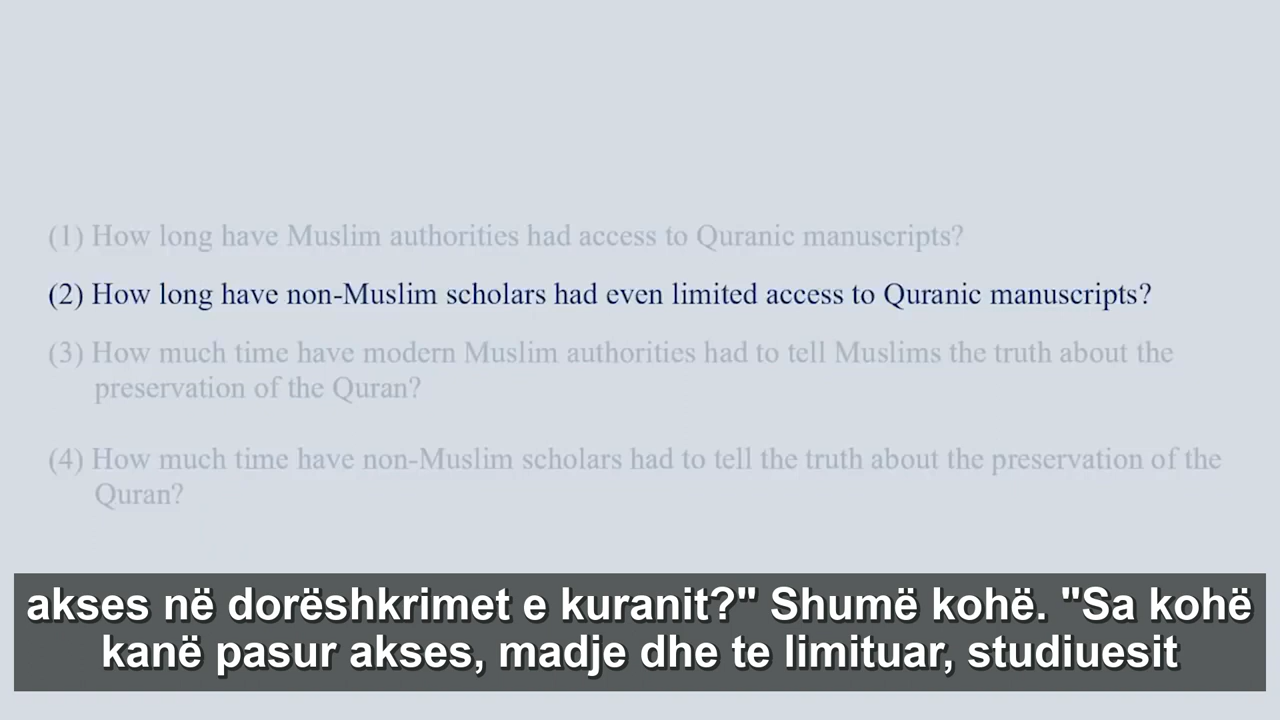 (1) How long have Muslim authorities had access to Quranic manuscripts?
(2) How long have non-Muslim scholars had even limited access to Quranic manuscripts?
(3) How much time have modern Muslim authorities had to tell Muslims the truth about the
preservation of the Quran?
(4) How much time have non-Muslim scholars had to tell the truth about the preservation of the
Quran?
akses në dorëshkrimet e kuranit?" Shumë kohë. "Sa kohë
kanë pasur akses, madje dhe te limituar, studiuesit